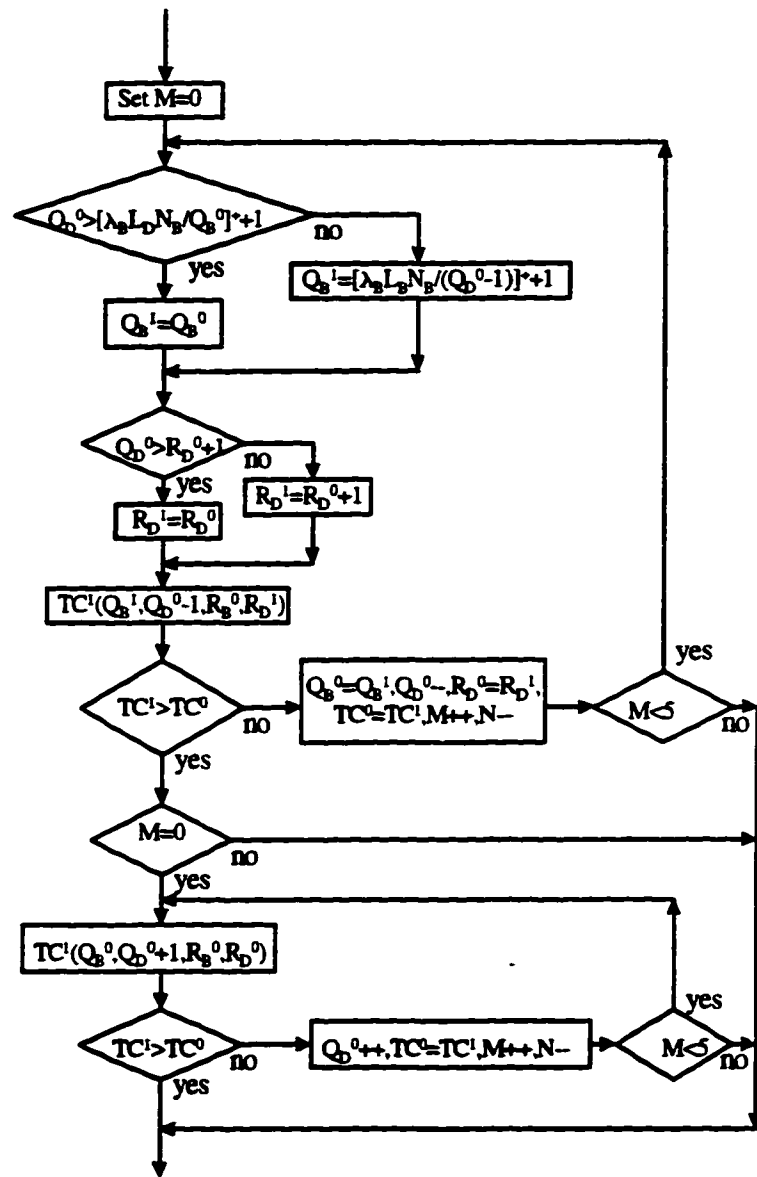 Set M=0
Q_D^0>[λ_B L_D N_B/Q_B^0]^++1
no
yes
Q_B^1=[λ_B L_B N_B/(Q_D^0-1)]^++1
Q_B^1=Q_B^0
Q_D^0>R_D^0+1
no
yes
R_D^1=R_D^0+1
R_D^1=R_D^0
TC^1(Q_B^1,Q_D^0-1,R_B^0,R_D^1)
yes
TC^1>TC^0
no
Q_B^0=Q_B^1,Q_D^0--,R_D^0=R_D^1,
TC^0=TC^1,M++,N--
M<5
no
yes
M=0
no
yes
TC^1(Q_B^0,Q_D^0+1,R_B^0,R_D^0)
yes
TC^1>TC^0
no
Q_D^0++,TC^0=TC^1,M++,N--
M<5
no
yes